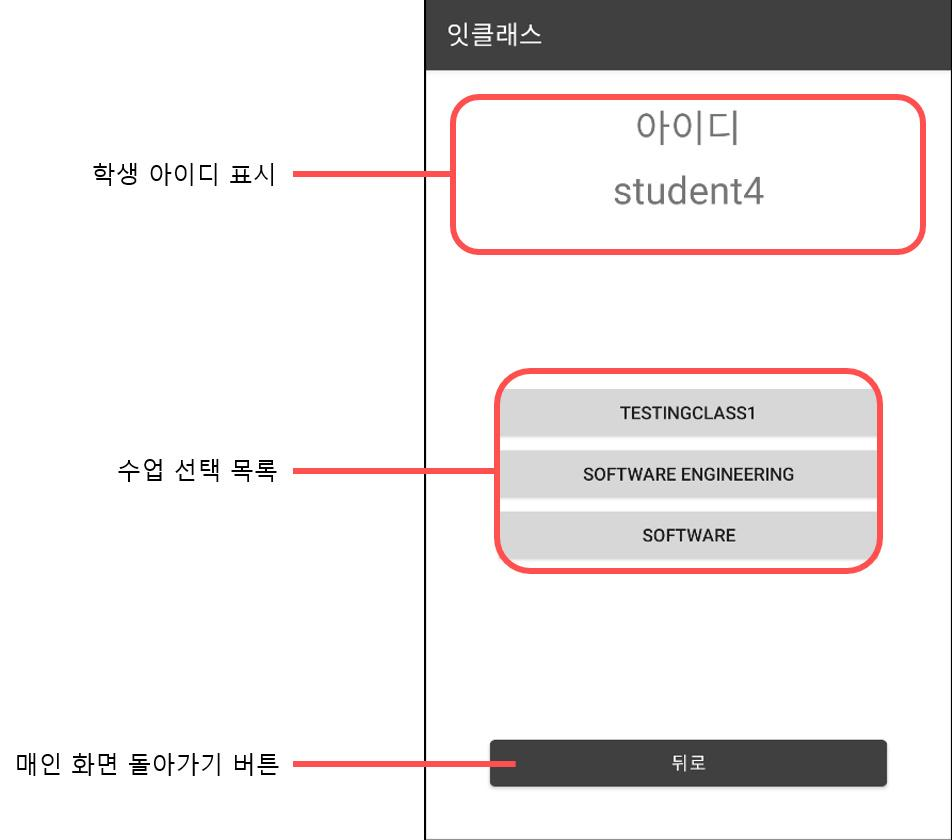 잇클래스
학생 아이디 표시
아이디
student4
수업 선택 목록
TESTINGCLASS1
SOFTWARE ENGINEERING
SOFTWARE
매인 화면 돌아가기 버튼
뒤로